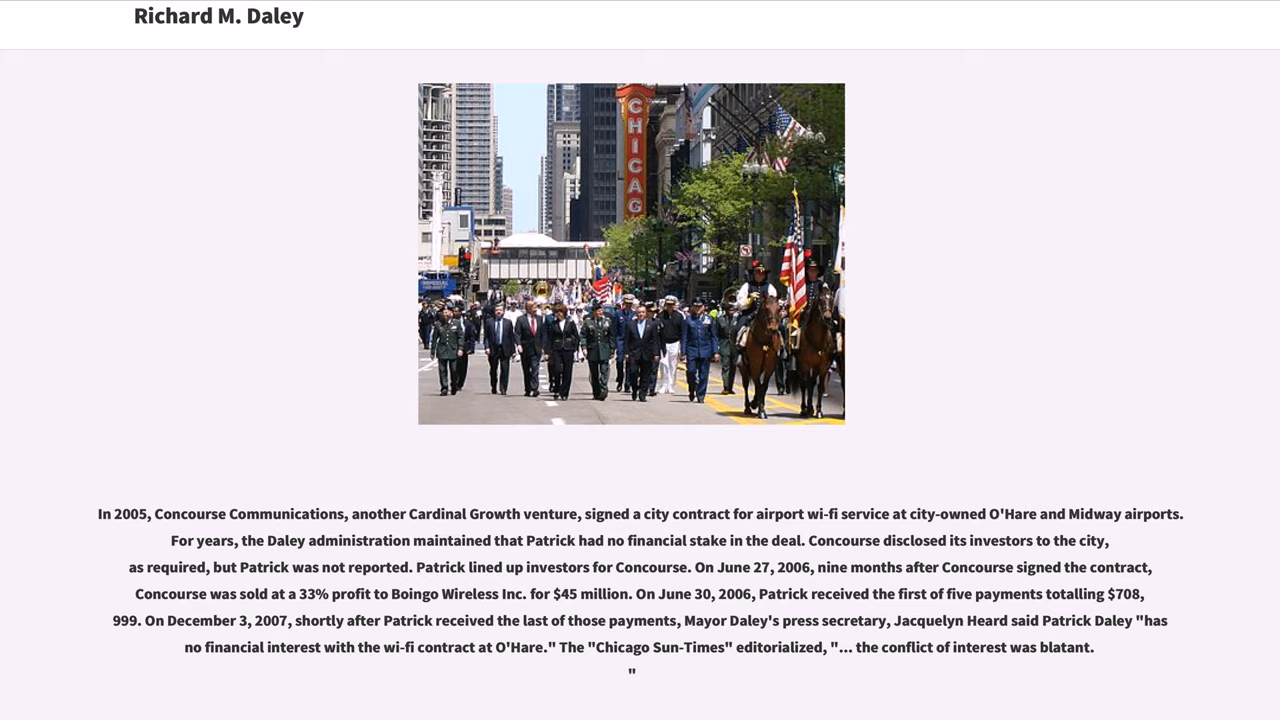 Richard M. Daley
CHICAG
In 2005, Concourse Communications, another Cardinal Growth venture, signed a city contract for airport wi-fi service at city-owned O'Hare and Midway airports.
For years, the Daley administration maintained that Patrick had no financial stake in the deal. Concourse disclosed its investors to the city,
as required, but Patrick was not reported. Patrick lined up investors for Concourse. On June 27, 2006, nine months after Concourse signed the contract,
Concourse was sold at a 33% profit to Boingo Wireless Inc. for $45 million. On June 30, 2006, Patrick received the first of five payments totalling $708,
999. On December 3, 2007, shortly after Patrick received the last of those payments, Mayor Daley's press secretary, Jacquelyn Heard said Patrick Daley "has
no financial interest with the wi-fi contract at O'Hare." The "Chicago Sun-Times" editorialized, "... the conflict of interest was blatant.
"